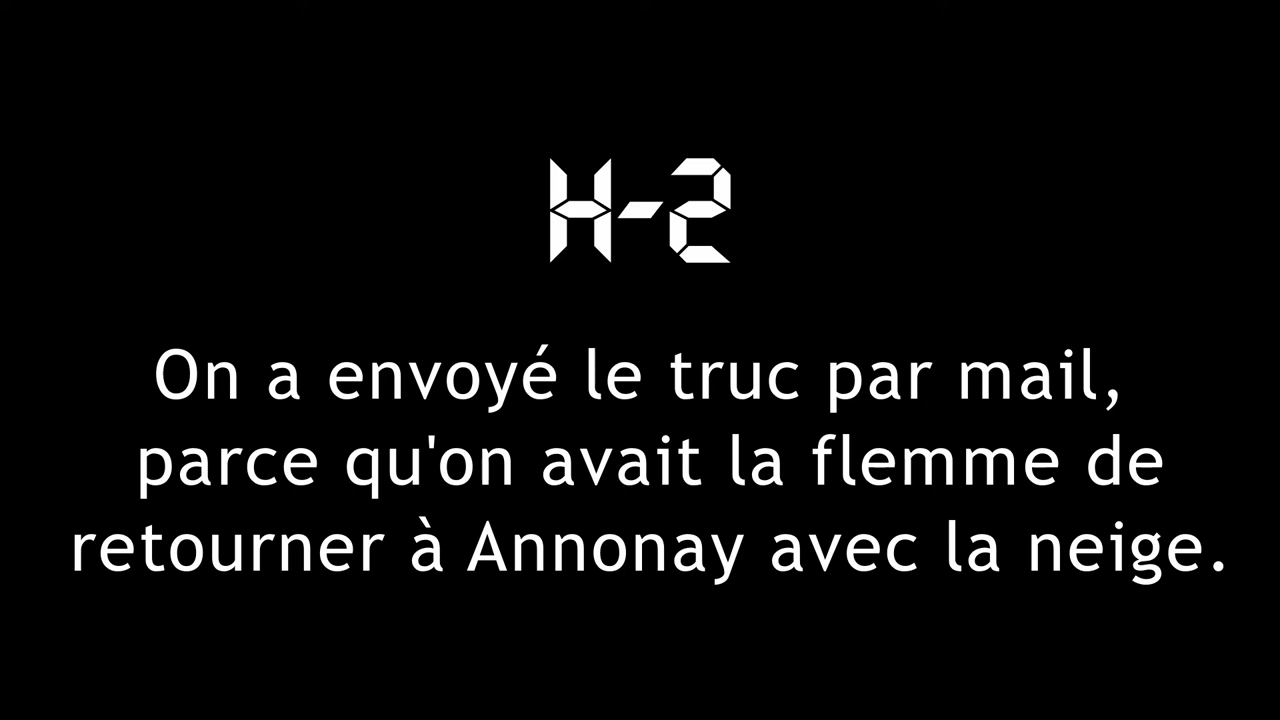 H-2
On a envoyé le truc par mail,
parce qu'on avait la flemme de
retourner à Annonay avec la neige.